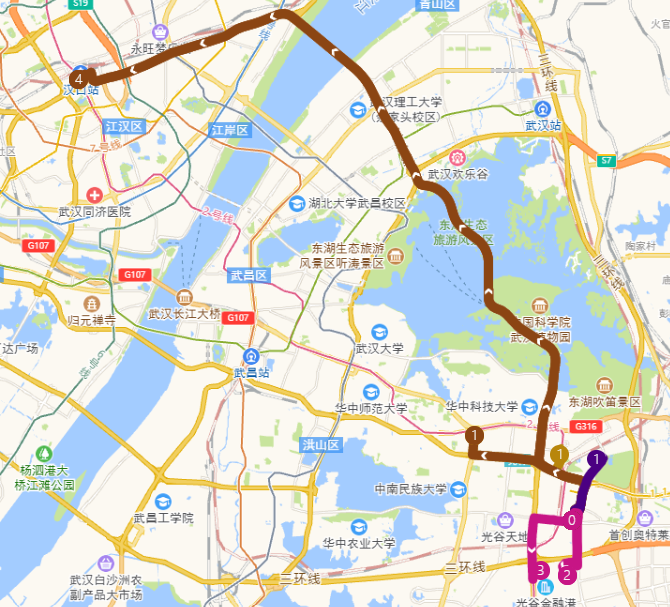 S19
青山区
永旺梦
三环线
汉口站
武汉理工大学
家头校区)
武汉站
江汉区
江岸区
7号线
S7
武汉欢乐谷
武汉同济医院
2号线
湖北大学武昌校区
东湖生态
旅游风景区
陶家村
G107
东湖生态旅游
风景区听涛景区
三环线
G107
武昌区
归元禅寺
武汉长江大桥
G107
国科学院
武汉植物园
达广场
武汉大学
6号线
武昌站
东湖吹笛景区
华中师范大学
华中科技大学
2
G316
洪山区
1
1
1
杨泗港大
桥江滩公园
中南民族大学
武昌工学院
光谷天地
0
首创奥特莱
华中农业大学
武汉白沙洲农
副产品大市场
三环线
三环线
3
2
光谷金融港
4